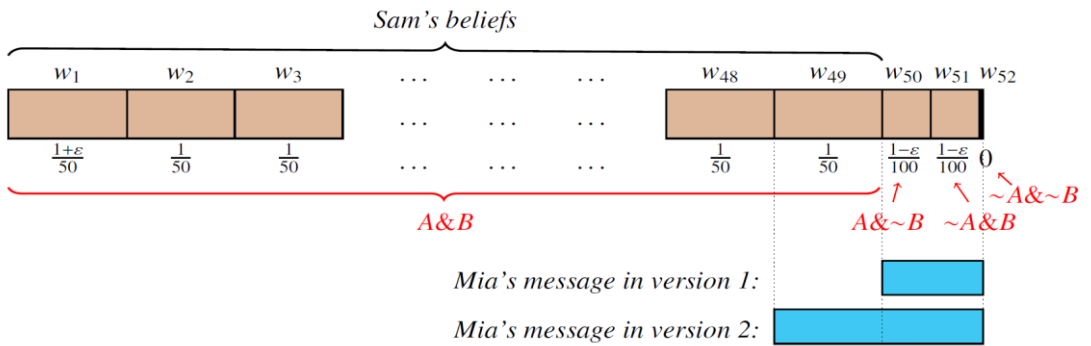 Sam's beliefs
w₁ w₂ w₃ ... ... ... w₄₈ w₄₉ w₅₀ w₅₁ w₅₂
... ... ...
(1+ε)/50 1/50 1/50 ... ... ... 1/50 1/50 (1−ε)/100 (1−ε)/100 0
~A&~B
A&B A&~B ~A&B
Mia's message in version 1:
Mia's message in version 2: